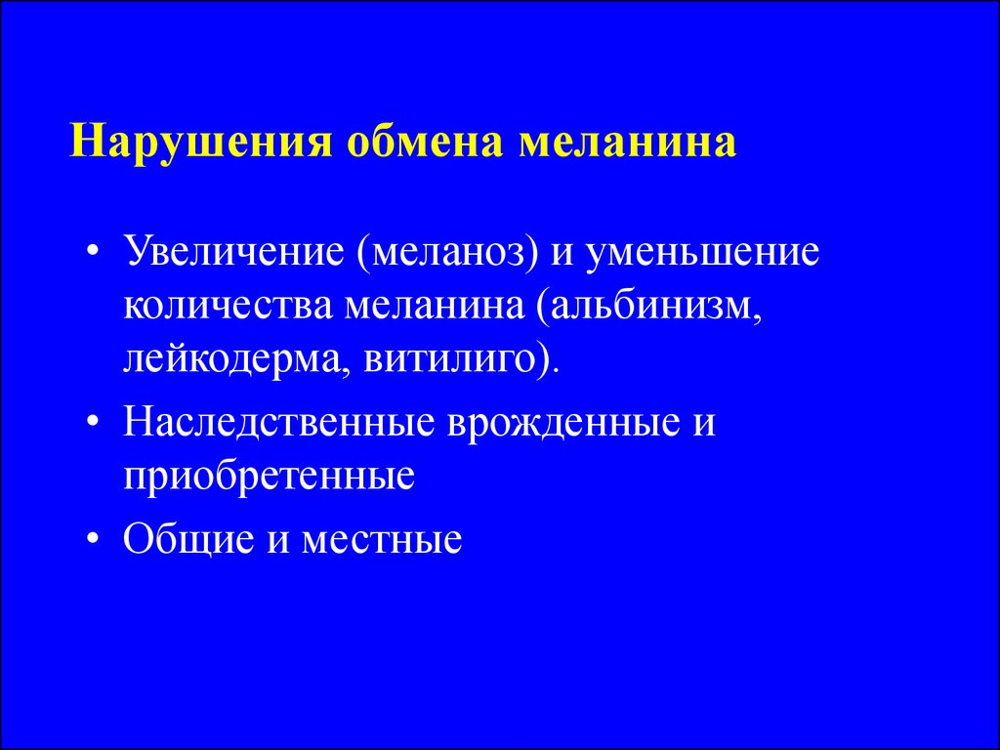 Нарушения обмена меланина
• Увеличение (меланоз) и уменьшение
количества меланина (альбинизм,
лейкодерма, витилиго).
• Наследственные врожденные и
приобретенные
• Общие и местные